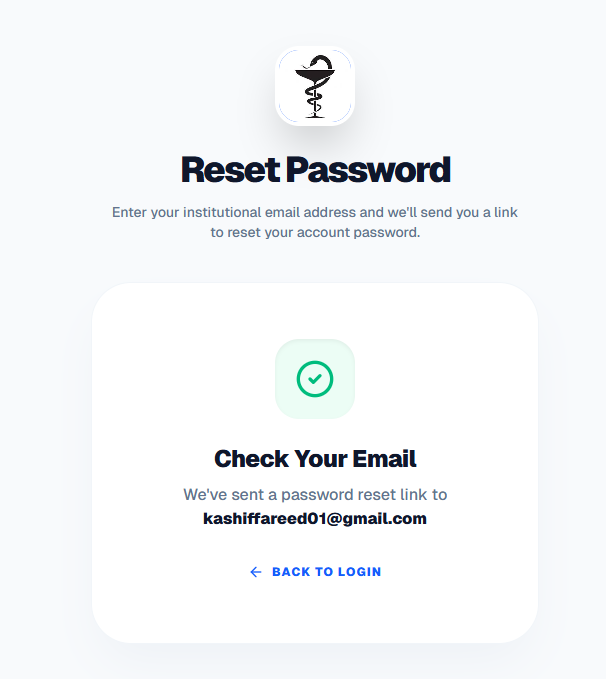 Reset Password
Enter your institutional email address and we'll send you a link
to reset your account password.
Check Your Email
We've sent a password reset link to
kashiffareed01@gmail.com
← BACK TO LOGIN